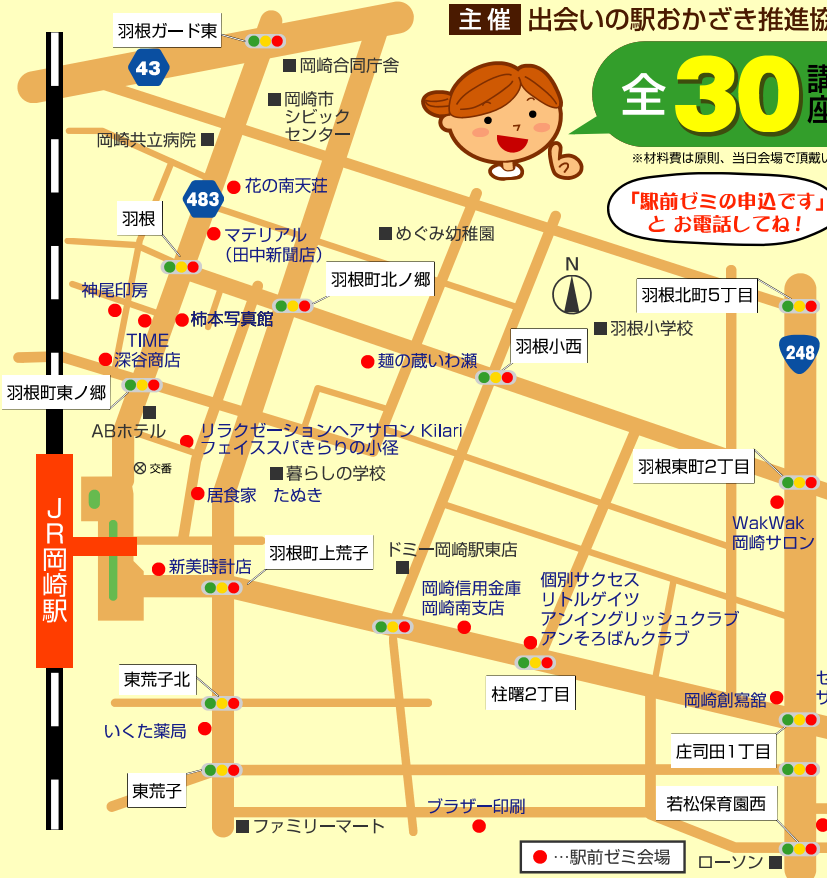 主催 出会いの駅おかざき推進協
羽根ガード東
43
岡崎合同庁舎
岡崎市
シビック
センター
岡崎共立病院
全30講
座
※材料費は原則、当日会場で頂戴い
「駅前ゼミの申込です」
と お電話してね！
483
花の南天荘
羽根
マテリアル
（田中新聞店）
めぐみ幼稚園
N
羽根町北ノ郷
羽根北町5丁目
神尾印房
柿本写真館
TIME
深谷商店
羽根小学校
羽根小西
248
麺の蔵いわ瀬
羽根町東ノ郷
ABホテル
リラクゼーションヘアサロン Kilari
フェイススパきらりの小径
交番
暮らしの学校
羽根東町2丁目
居食家 たぬき
WakWak
岡崎サロン
JR岡崎駅
羽根町上荒子
ドミー岡崎駅東店
新美時計店
岡崎信用金庫
岡崎南支店
個別サクセス
リトルゲイツ
アンイングリッシュクラブ
アンそろばんクラブ
東荒子北
柱曙2丁目
岡崎創寫舘
セ
サ
いくた薬局
庄司田1丁目
東荒子
若松保育園西
ブラザー印刷
ファミリーマート
…駅前ゼミ会場
ローソン